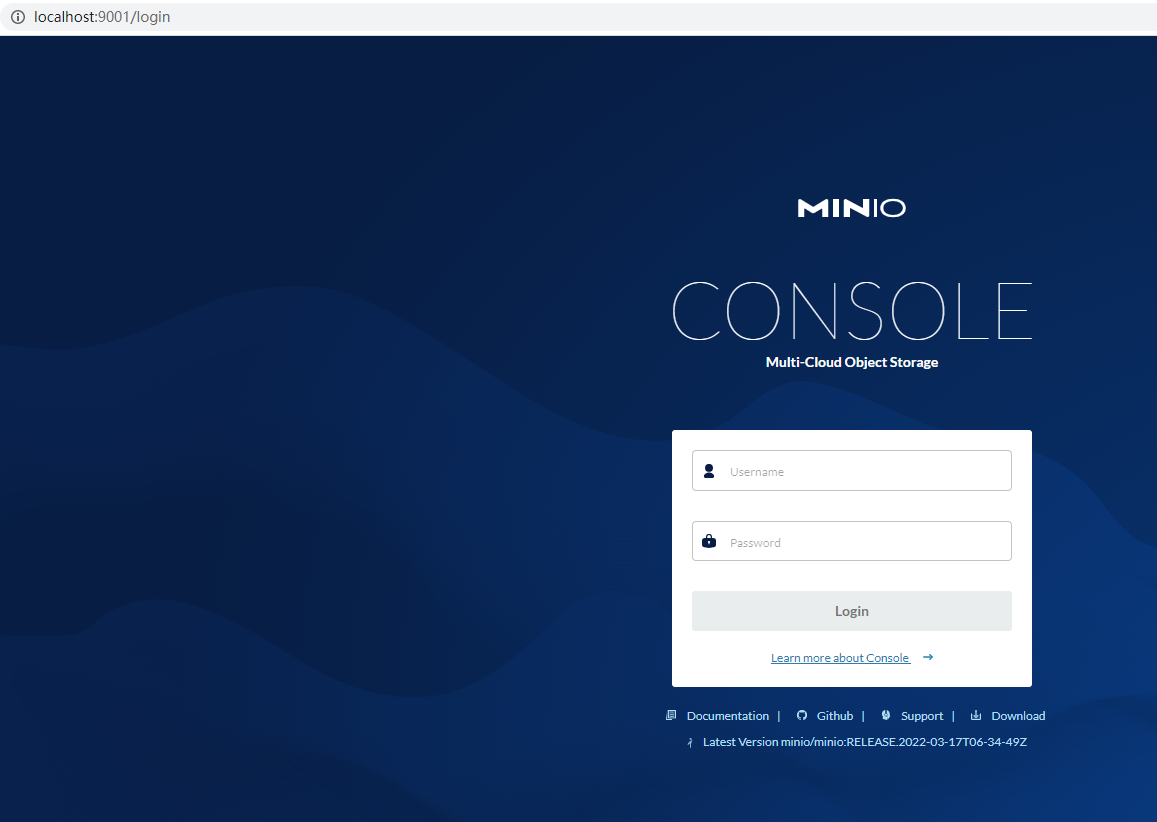 localhost:9001/login
MINIO
CONSOLE
Multi-Cloud Object Storage
Username
Password
Login
Learn more about Console
Documentation | Github | Support | Download
Latest Version minio/minio:RELEASE.2022-03-17T06-34-49Z